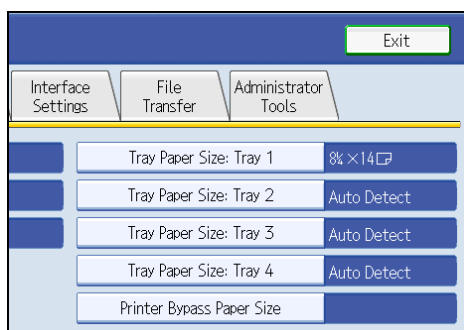 Exit
Interface
Settings
File
Transfer
Administrator
Tools
Tray Paper Size: Tray 1
8¼×14
Tray Paper Size: Tray 2
Auto Detect
Tray Paper Size: Tray 3
Auto Detect
Tray Paper Size: Tray 4
Auto Detect
Printer Bypass Paper Size